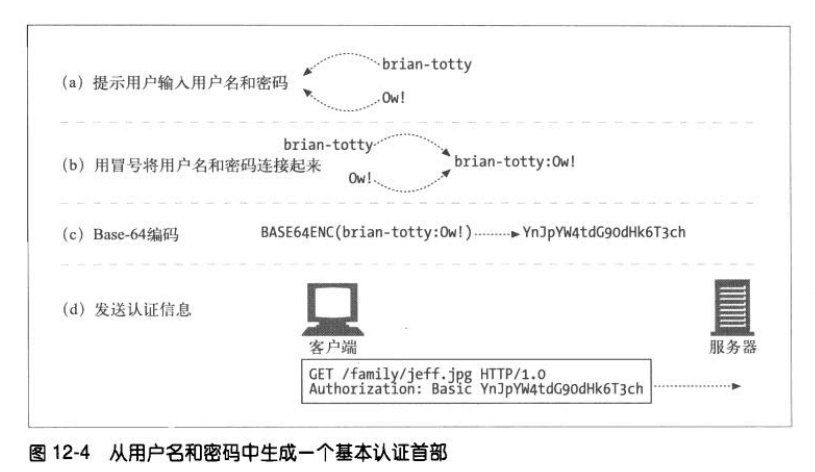 brian-totty
(a) 提示用户输入用户名和密码
Ow!
brian-totty
(b) 用冒号将用户名和密码连接起来
brian-totty:Ow!
Ow!
(c) Base-64编码 BASE64ENC(brian-totty:Ow!) YnJpYW4tdG90dHk6T3ch
(d) 发送认证信息
客户端
服务器
GET /family/jeff.jpg HTTP/1.0
Authorization: Basic YnJpYW4tdG90dHk6T3ch
图 12-4 从用户名和密码中生成一个基本认证首部